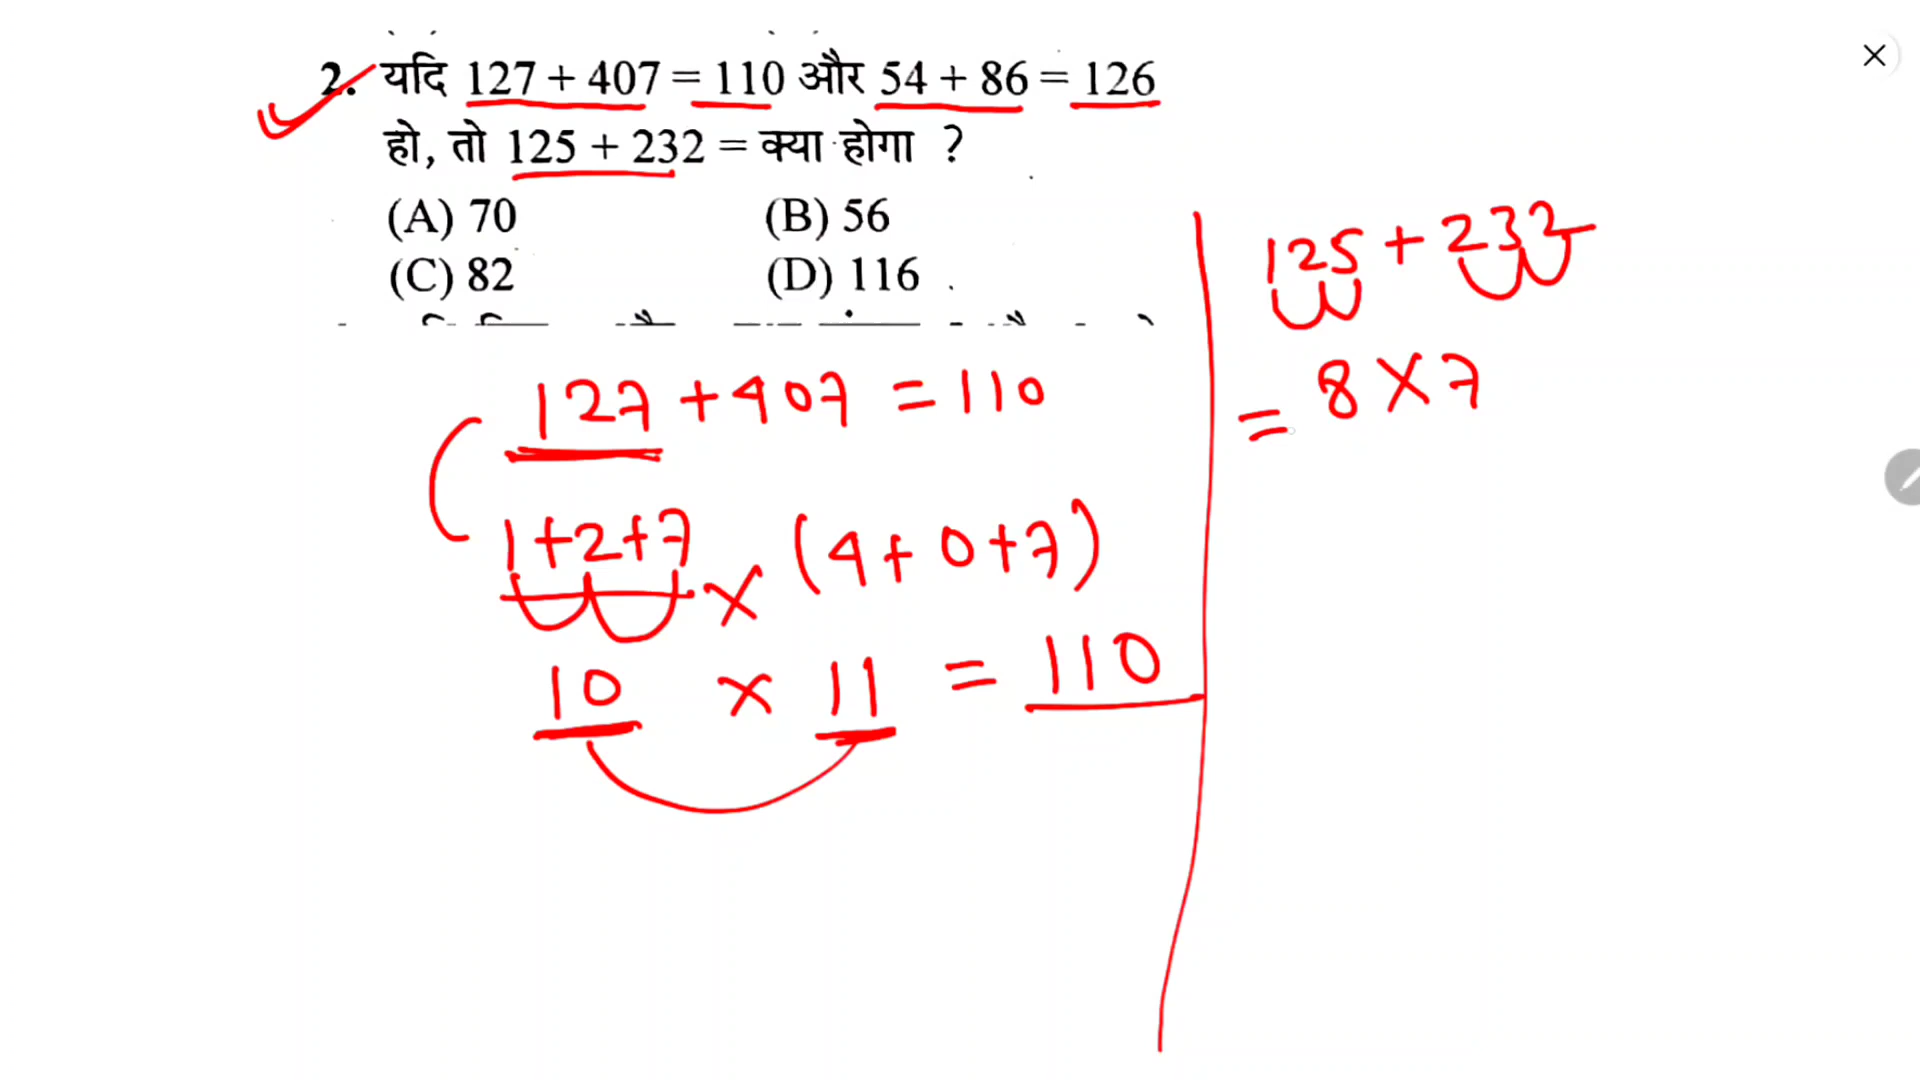 2. यदि 127 + 407 = 110 और 54 + 86 = 126
हो, तो 125 + 232 = क्या होगा ?
(A) 70 (B) 56
(C) 82 (D) 116
127 + 407 = 110
1+2+7 × (4+0+7)
10 × 11 = 110
125 + 232
= 8 × 7